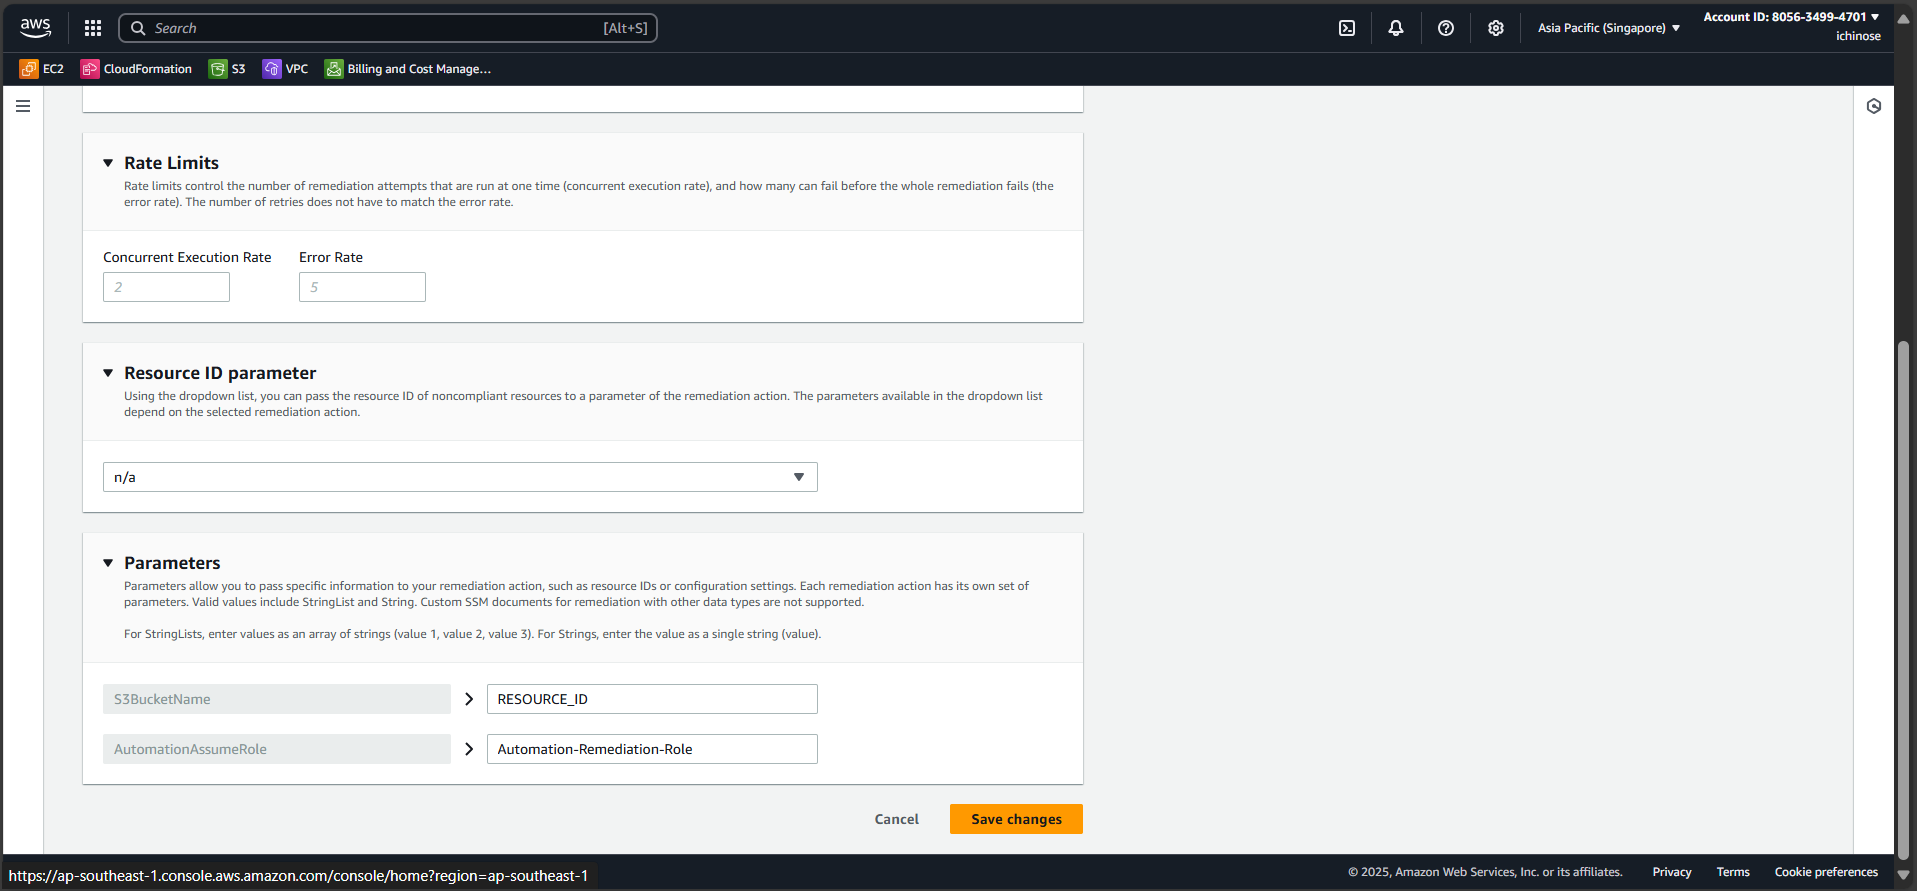 aws
Search
[Alt+S]
Asia Pacific (Singapore)
Account ID: 8056-3499-4701
ichinose
EC2
CloudFormation
S3
VPC
Billing and Cost Manage...
Rate Limits
Rate limits control the number of remediation attempts that are run at one time (concurrent execution rate), and how many can fail before the whole remediation fails (the
error rate). The number of retries does not have to match the error rate.
Concurrent Execution Rate
Error Rate
2
5
Resource ID parameter
Using the dropdown list, you can pass the resource ID of noncompliant resources to a parameter of the remediation action. The parameters available in the dropdown list
depend on the selected remediation action.
n/a
Parameters
Parameters allow you to pass specific information to your remediation action, such as resource IDs or configuration settings. Each remediation action has its own set of
parameters. Valid values include StringList and String. Custom SSM documents for remediation with other data types are not supported.
For StringLists, enter values as an array of strings (value 1, value 2, value 3). For Strings, enter the value as a single string (value).
S3BucketName
RESOURCE_ID
AutomationAssumeRole
Automation-Remediation-Role
Cancel
Save changes
https://ap-southeast-1.console.aws.amazon.com/console/home?region=ap-southeast-1
© 2025, Amazon Web Services, Inc. or its affiliates.
Privacy
Terms
Cookie preferences